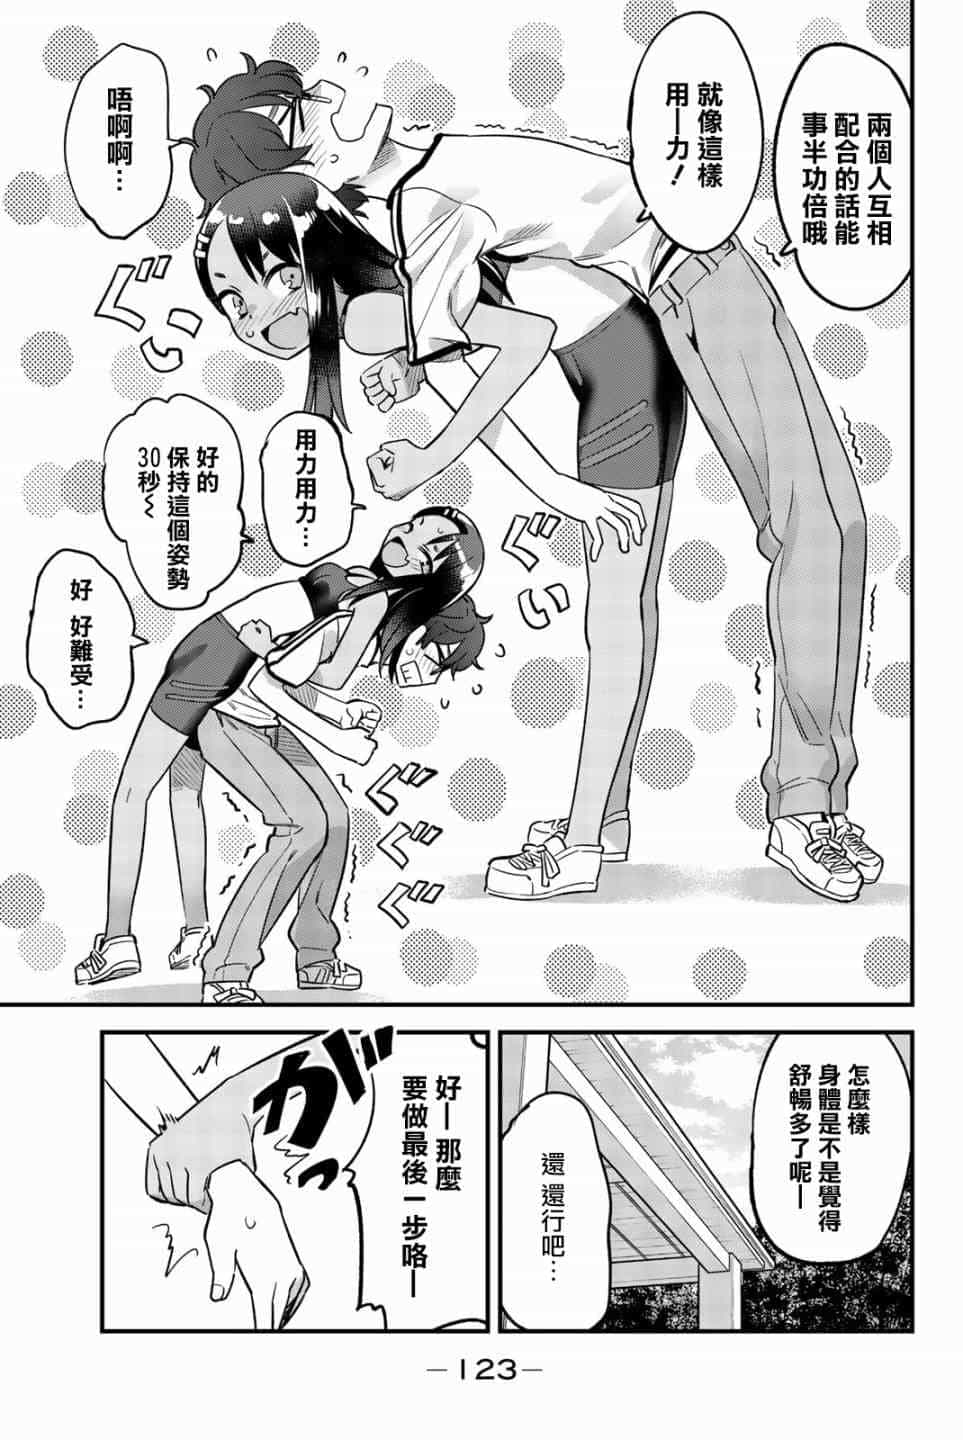 兩個人互相
配合的話能
事半功倍哦
就像這樣
用━力！
唔啊啊…
ぐぐっ
用力用力…
ぐぐい
好的
保持這個姿勢
30秒～
好 好難受…
ぐぐぐ
怎麼樣
身體是不是覺得
舒暢多了呢━
還 還行吧…
好━那麼
要做最後一步咯━
ガッ
—123—